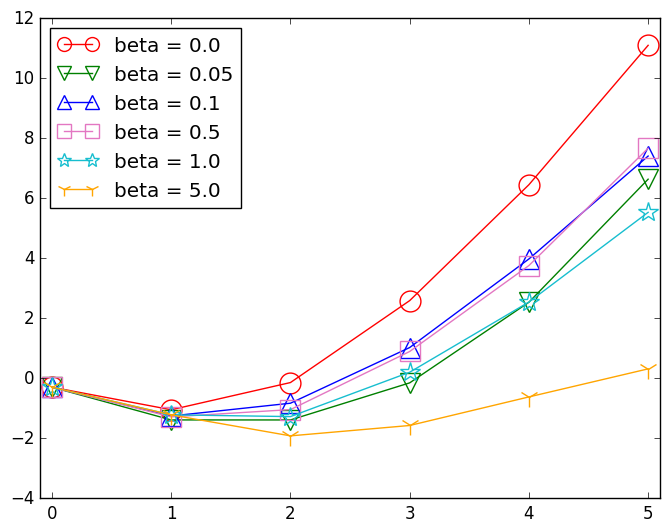 12
10
8
6
4
2
0
−2
−4
beta = 0.0
beta = 0.05
beta = 0.1
beta = 0.5
beta = 1.0
beta = 5.0
0 1 2 3 4 5